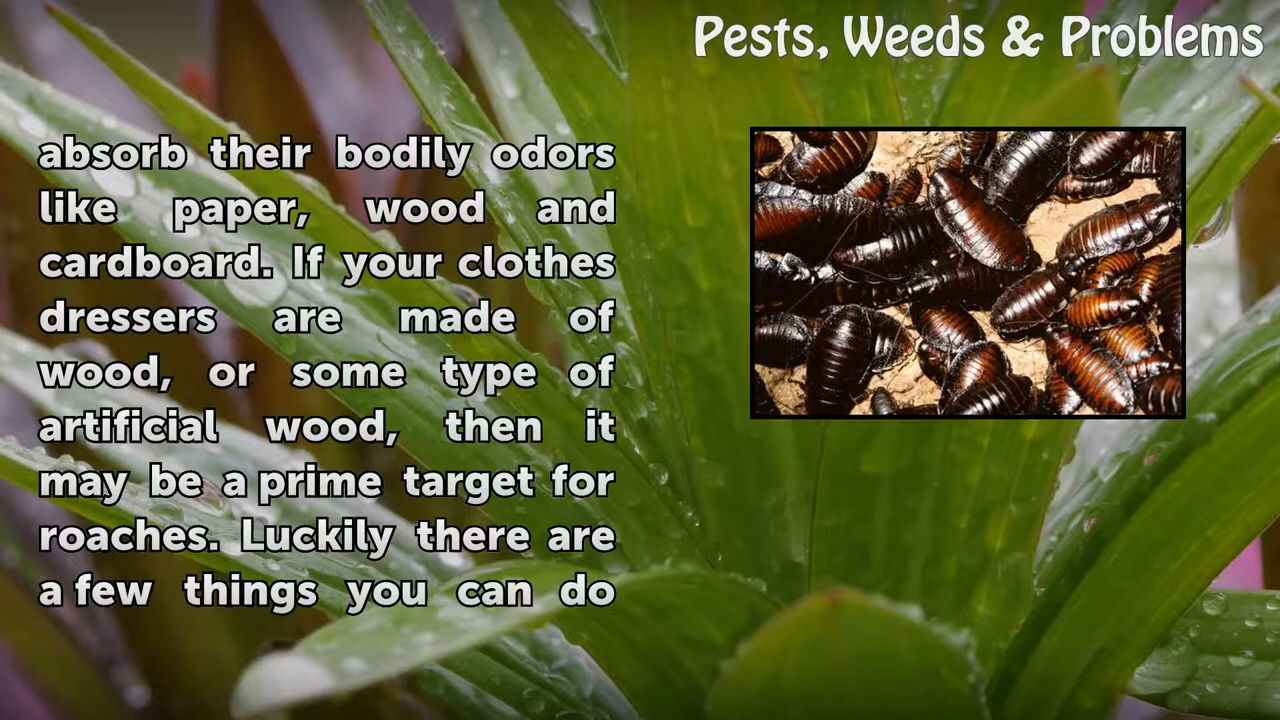 Pests, Weeds & Problems
absorb their bodily odors
like paper, wood and
cardboard. If your clothes
dressers are made of
wood, or some type of
artificial wood, then it
may be a prime target for
roaches. Luckily there are
a few things you can do